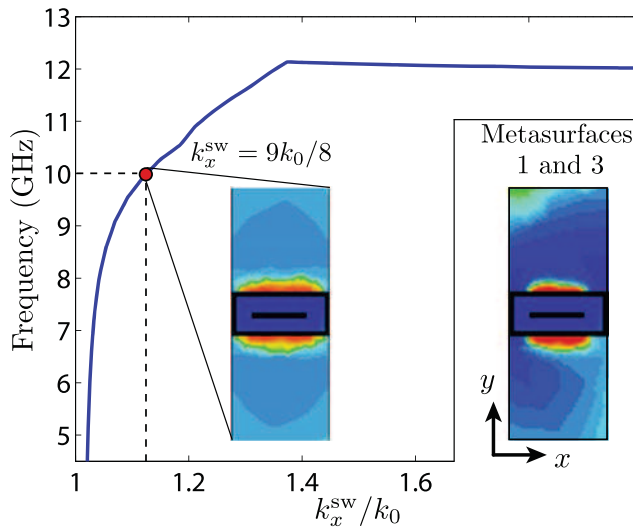 13
12
11
10
9
8
7
6
5
Frequency (GHz)
k_x^sw = 9k_0/8
Metasurfaces
1 and 3
y
x
1
1.2
1.4
1.6
k_x^sw/k_0